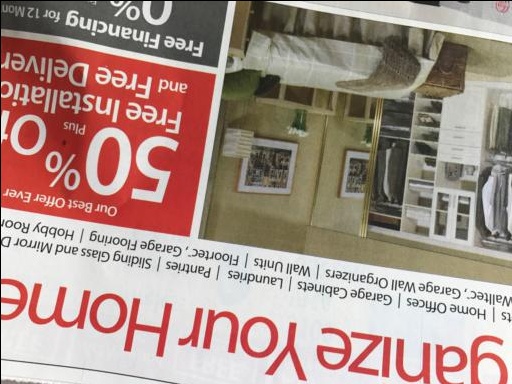 ganize Your Home
ts | Home Offices | Garage Cabinets | Laundries | Pantries | Sliding Glass and Mirror D
Walltec, Garage Wall Organizers | Wall Units | Floortec, Garage Flooring | Hobby Roo
Our Best Offer Ever
50% O
Plus
Free Installatio
and Free Deliver
Free Financing for 12 Mon
0%